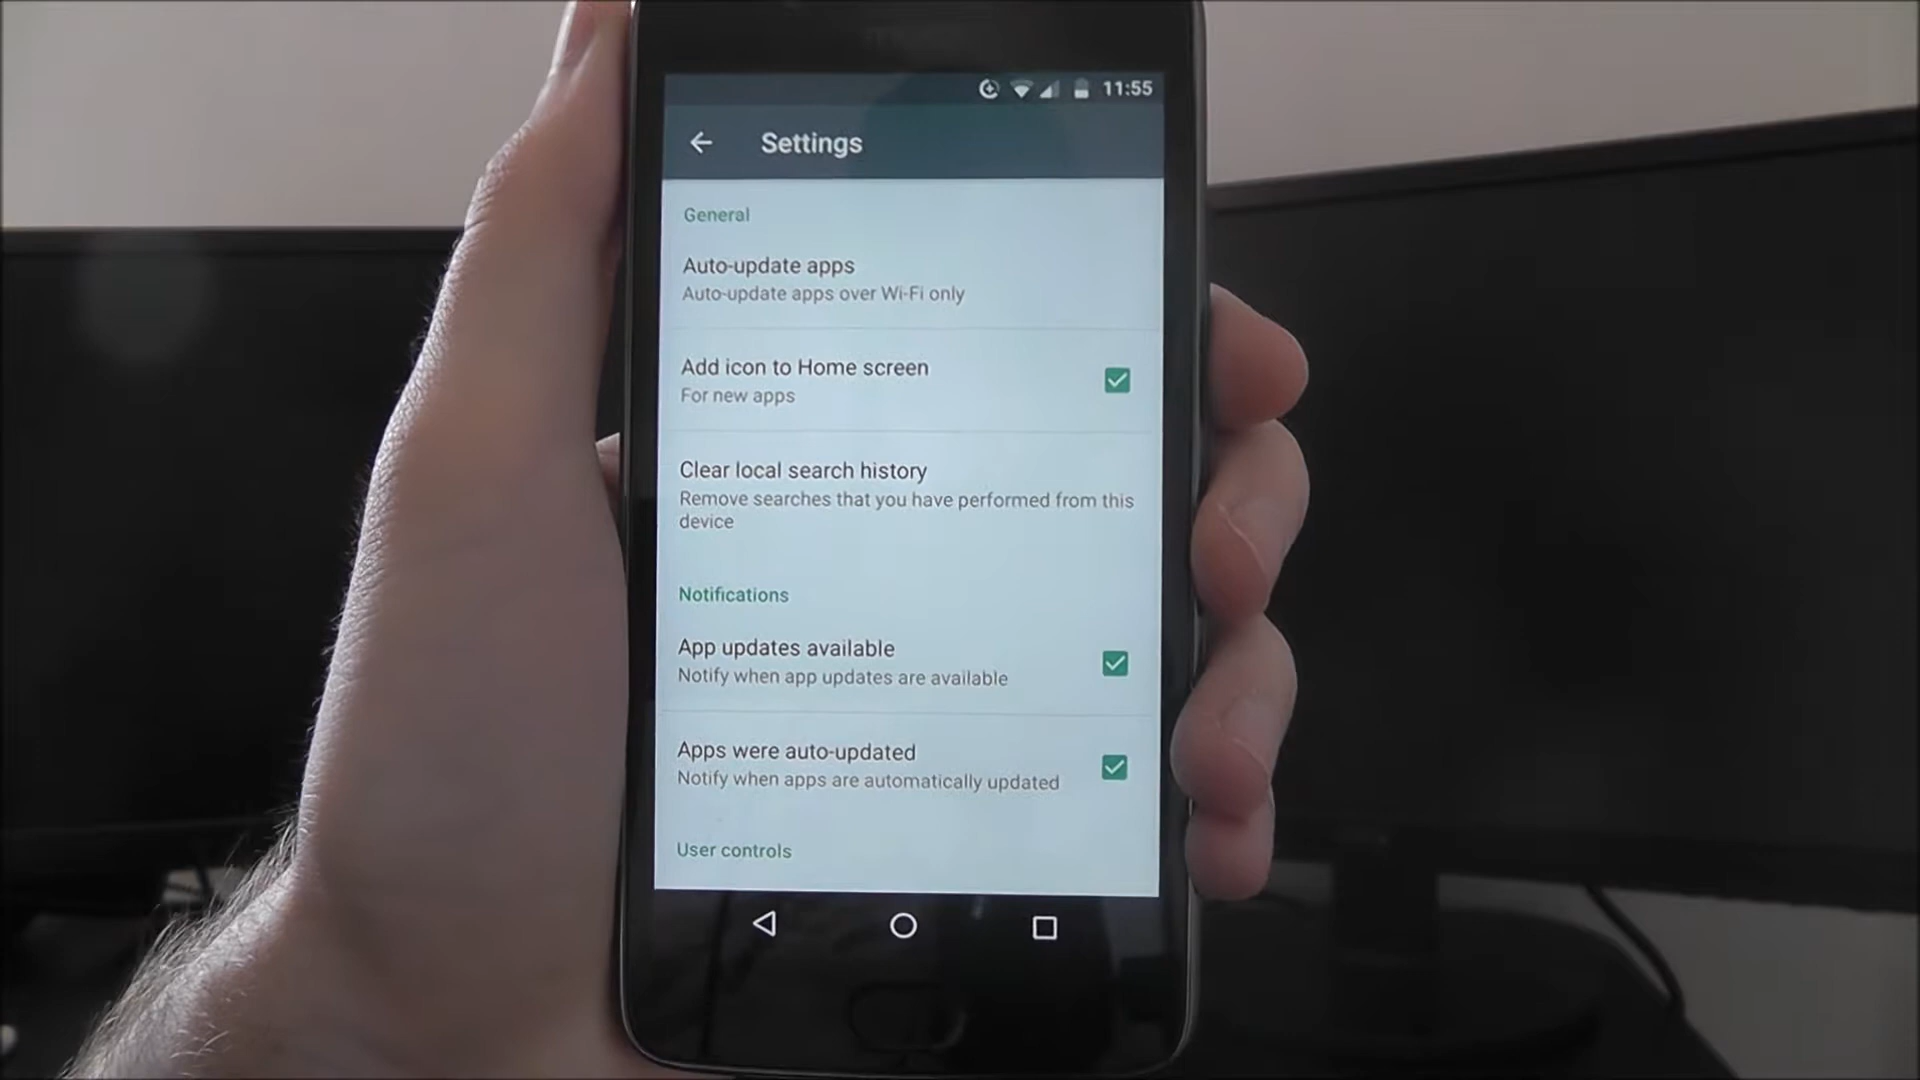 11:55
Settings
General
Auto-update apps
Auto-update apps over Wi-Fi only
Add icon to Home screen
For new apps
Clear local search history
Remove searches that you have performed from this
device
Notifications
App updates available
Notify when app updates are available
Apps were auto-updated
Notify when apps are automatically updated
User controls